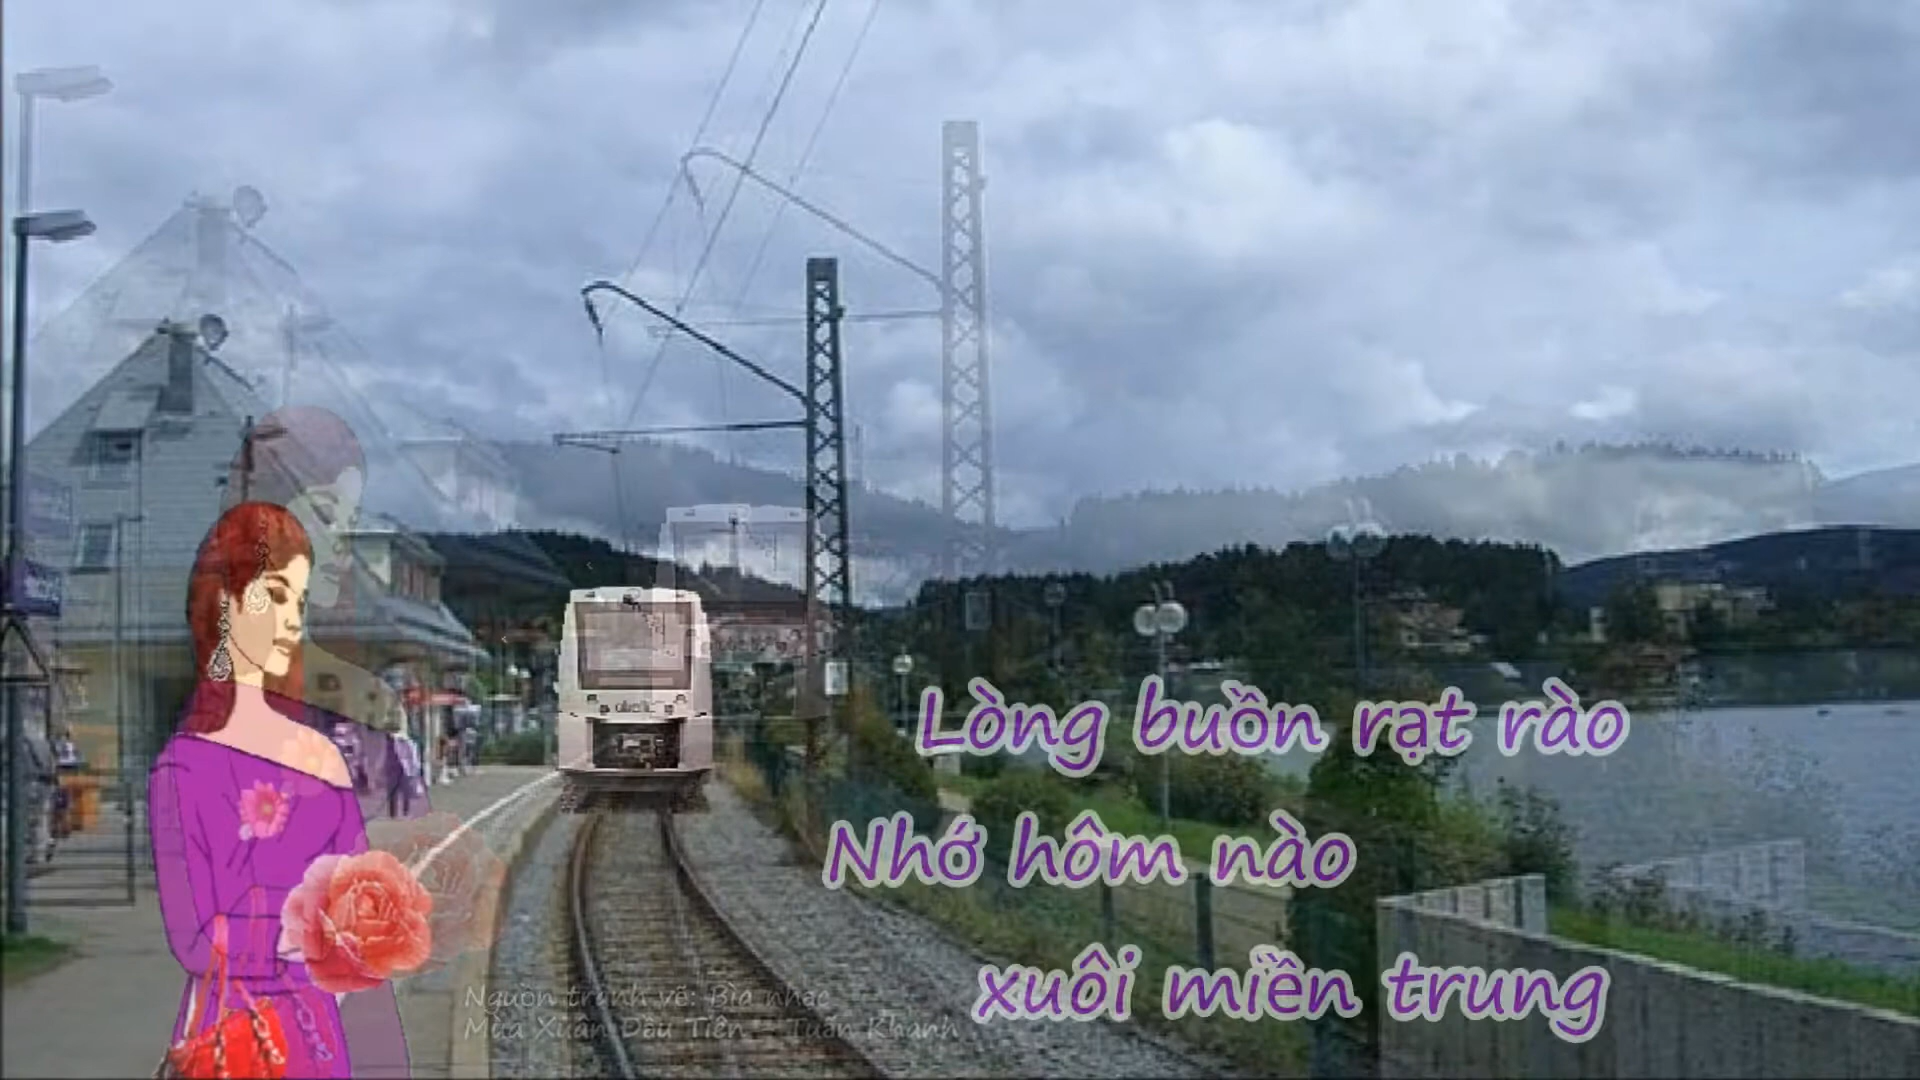 Lòng buồn rạt rào
Nhớ hôm nào
xuôi miền trung
Nguồn tranh vẽ: Bìa nhạc
Mùa Xuân Đầu Tiên - Tuấn Khanh